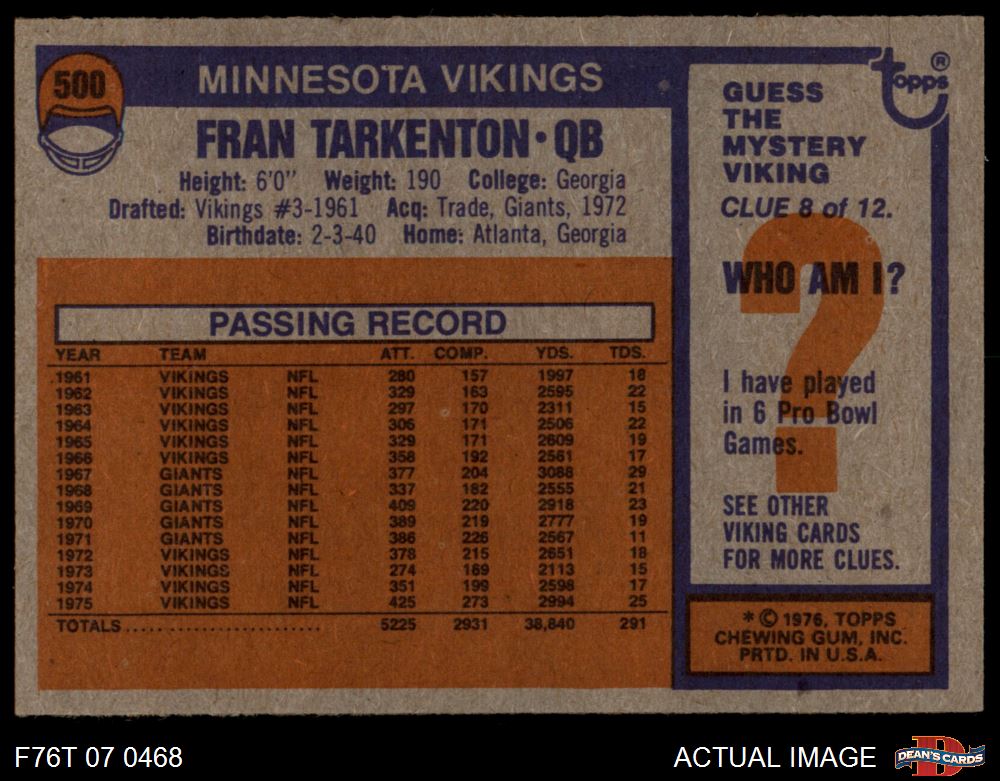 500
MINNESOTA VIKINGS
FRAN TARKENTON • QB
Height: 6'0" Weight: 190 College: Georgia
Drafted: Vikings #3-1961 Acq: Trade, Giants, 1972
Birthdate: 2-3-40 Home: Atlanta, Georgia
PASSING RECORD
YEAR TEAM ATT. COMP. YDS. TDS.
1961 VIKINGS NFL 280 157 1997 18
1962 VIKINGS NFL 329 163 2595 22
1963 VIKINGS NFL 297 170 2311 15
1964 VIKINGS NFL 306 171 2506 22
1965 VIKINGS NFL 329 171 2609 19
1966 VIKINGS NFL 358 192 2561 17
1967 GIANTS NFL 377 204 3088 29
1968 GIANTS NFL 337 182 2555 21
1969 GIANTS NFL 409 220 2918 23
1970 GIANTS NFL 389 219 2777 19
1971 GIANTS NFL 386 226 2567 11
1972 VIKINGS NFL 378 215 2651 18
1973 VIKINGS NFL 274 169 2113 15
1974 VIKINGS NFL 351 199 2598 17
1975 VIKINGS NFL 425 273 2994 25
TOTALS........................ 5225 2931 38,840 291
topps ®
GUESS
THE
MYSTERY
VIKING
CLUE 8 of 12.
?
WHO AM I?
I have played
in 6 Pro Bowl
Games.
SEE OTHER
VIKING CARDS
FOR MORE CLUES.
* © 1976, TOPPS
CHEWING GUM, INC.
PRTD. IN U.S.A.
F76T 07 0468
ACTUAL IMAGE
D
DEAN'S CARDS